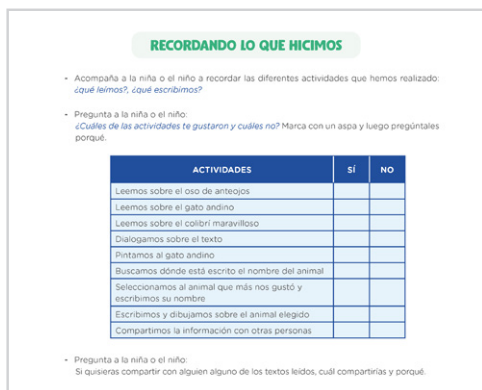 RECORDANDO LO QUE HICIMOS
- Acompaña a la niña o el niño a recordar las diferentes actividades que hemos realizado:
¿qué leímos?, ¿qué escribimos?
- Pregunta a la niña o el niño:
¿Cuáles de las actividades te gustaron y cuáles no? Marca con un aspa y luego pregúntales
porqué.
ACTIVIDADES SÍ NO
Leemos sobre el oso de anteojos
Leemos sobre el gato andino
Leemos sobre el colibrí maravilloso
Dialogamos sobre el texto
Pintamos al gato andino
Buscamos dónde está escrito el nombre del animal
Seleccionamos al animal que más nos gustó y
escribimos su nombre
Escribimos y dibujamos sobre el animal elegido
Compartimos la información con otras personas
- Pregunta a la niña o el niño:
Si quisieras compartir con alguien alguno de los textos leídos, cuál compartirías y porqué.